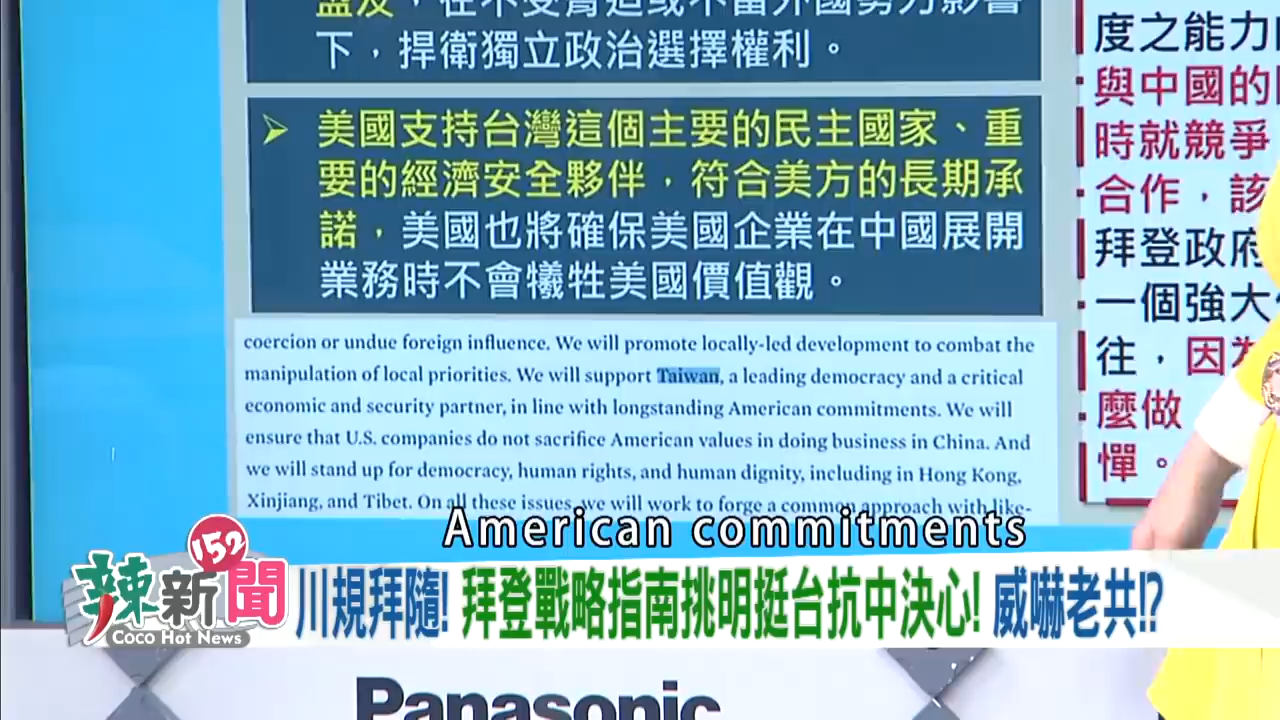 盟友，在不受脅迫或不當外國勢力影響
下，捍衛獨立政治選擇權利。
➢ 美國支持台灣這個主要的民主國家、重
要的經濟安全夥伴，符合美方的長期承
諾，美國也將確保美國企業在中國展開
業務時不會犧牲美國價值觀。
coercion or undue foreign influence. We will promote locally-led development to combat the
manipulation of local priorities. We will support Taiwan, a leading democracy and a critical
economic and security partner, in line with longstanding American commitments. We will
ensure that U.S. companies do not sacrifice American values in doing business in China. And
we will stand up for democracy, human rights, and human dignity, including in Hong Kong,
Xinjiang, and Tibet. On all these issues, we will work to forge a common approach with like-
度之能力
與中國的
時就競爭
合作，該
拜登政府
一個強大
往，因為
麼做
憚。
American commitments
152
辣新聞
Coco Hot News
川規拜隨! 拜登戰略指南挑明挺台抗中決心! 威嚇老共!?
Panasonic